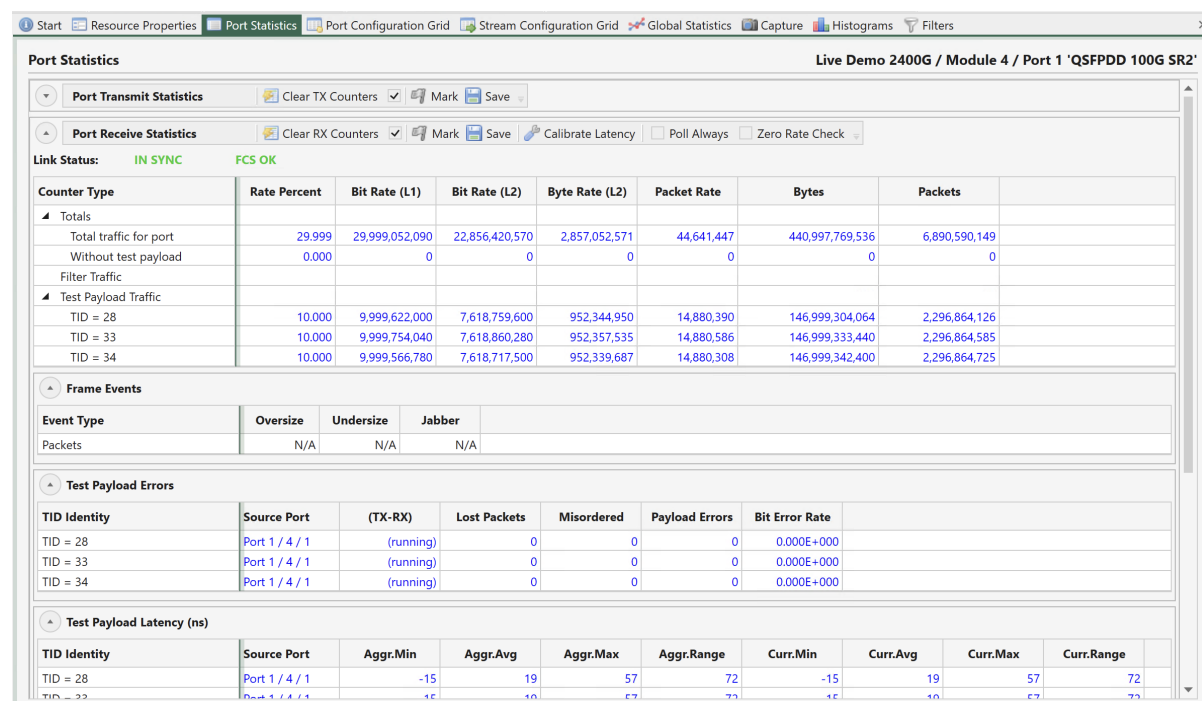 Start Resource Properties Port Statistics Port Configuration Grid Stream Configuration Grid Global Statistics Capture Histograms Filters
Port Statistics Live Demo 2400G / Module 4 / Port 1 'QSFPDD 100G SR2'
Port Transmit Statistics Clear TX Counters Mark Save
Port Receive Statistics Clear RX Counters Mark Save Calibrate Latency Poll Always Zero Rate Check
Link Status: IN SYNC FCS OK
Counter Type Rate Percent Bit Rate (L1) Bit Rate (L2) Byte Rate (L2) Packet Rate Bytes Packets
Totals
Total traffic for port 29.999 29,999,052,090 22,856,420,570 2,857,052,571 44,641,447 440,997,769,536 6,890,590,149
Without test payload 0.000 0 0 0 0 0 0
Filter Traffic
Test Payload Traffic
TID = 28 10.000 9,999,622,000 7,618,759,600 952,344,950 14,880,390 146,999,304,064 2,296,864,126
TID = 33 10.000 9,999,754,040 7,618,860,280 952,357,535 14,880,586 146,999,333,440 2,296,864,585
TID = 34 10.000 9,999,566,780 7,618,717,500 952,339,687 14,880,308 146,999,342,400 2,296,864,725
Frame Events
Event Type Oversize Undersize Jabber
Packets N/A N/A N/A
Test Payload Errors
TID Identity Source Port (TX-RX) Lost Packets Misordered Payload Errors Bit Error Rate
TID = 28 Port 1 / 4 / 1 (running) 0 0 0 0.000E+000
TID = 33 Port 1 / 4 / 1 (running) 0 0 0 0.000E+000
TID = 34 Port 1 / 4 / 1 (running) 0 0 0 0.000E+000
Test Payload Latency (ns)
TID Identity Source Port Aggr.Min Aggr.Avg Aggr.Max Aggr.Range Curr.Min Curr.Avg Curr.Max Curr.Range
TID = 28 Port 1 / 4 / 1 -15 19 57 72 -15 19 57 72